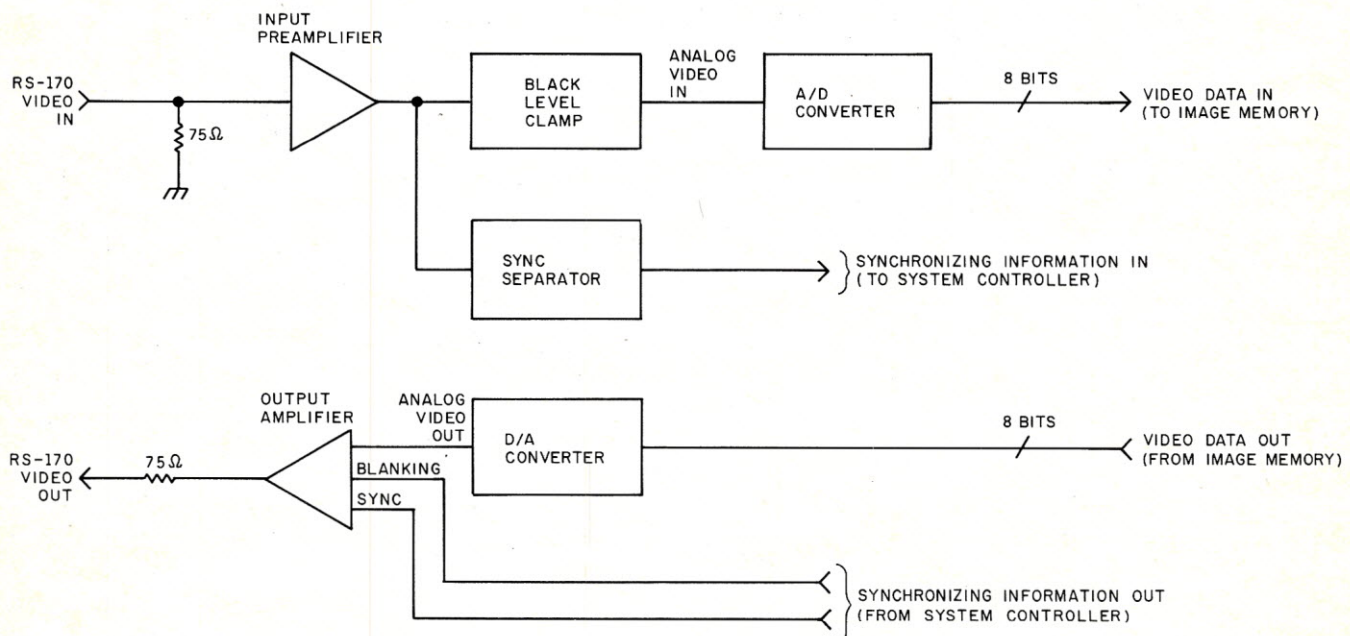 INPUT
PREAMPLIFIER
RS-170
VIDEO
IN
75Ω
BLACK
LEVEL
CLAMP
ANALOG
VIDEO
IN
A/D
CONVERTER
8 BITS
VIDEO DATA IN
(TO IMAGE MEMORY)
SYNC
SEPARATOR
SYNCHRONIZING INFORMATION IN
(TO SYSTEM CONTROLLER)
OUTPUT
AMPLIFIER
RS-170
VIDEO
OUT
75Ω
ANALOG
VIDEO
OUT
BLANKING
SYNC
D/A
CONVERTER
8 BITS
VIDEO DATA OUT
(FROM IMAGE MEMORY)
SYNCHRONIZING INFORMATION OUT
(FROM SYSTEM CONTROLLER)